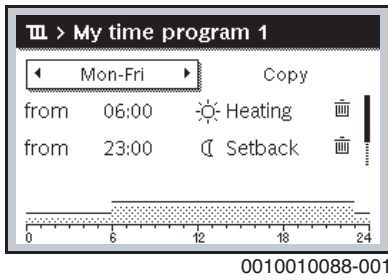 > My time program 1
Mon-Fri Copy
from 06:00 Heating
from 23:00 Setback
0 6 12 18 24
0010010088-001